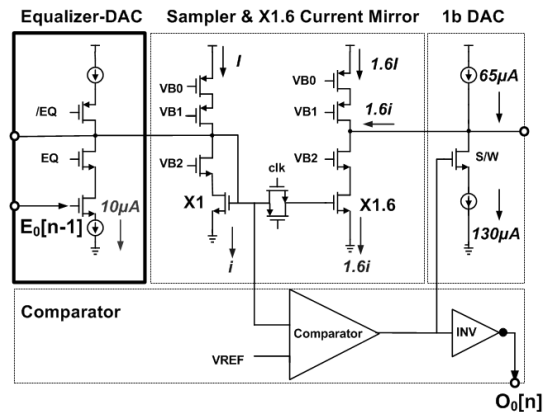 Equalizer-DAC
Sampler & X1.6 Current Mirror
1b DAC
I
1.6I
65µA
VB0
VB0
/EQ
VB1
VB1
1.6i
EQ
VB2
clk
VB2
S/W
10µA
X1
X1.6
130µA
E0[n-1]
i
1.6i
Comparator
Comparator
INV
VREF
O0[n]